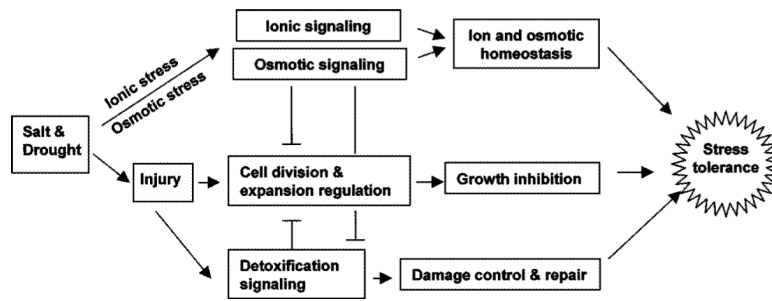 Ionic signaling
Osmotic signaling
Ion and osmotic
homeostasis
Ionic stress
Osmotic stress
Salt &
Drought
Injury
Cell division &
expansion regulation
Growth inhibition
Stress
tolerance
Detoxification
signaling
Damage control & repair